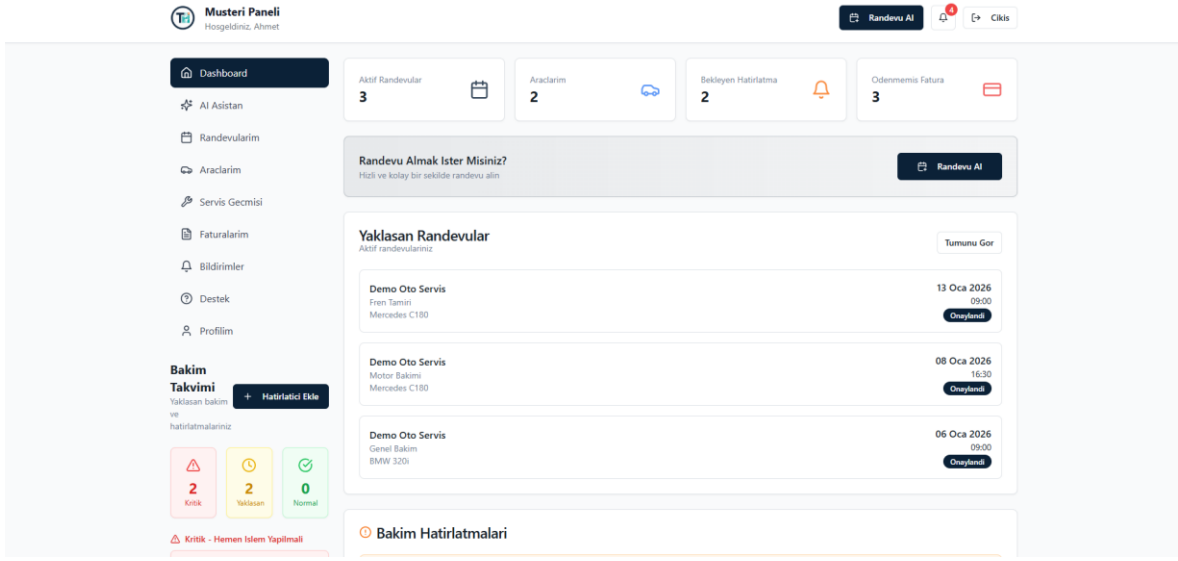 TH
Musteri Paneli
Hosgeldiniz, Ahmet
Randevu Al
4
Cikis
Dashboard
AI Asistan
Randevularim
Araclarim
Servis Gecmisi
Faturalarim
Bildirimler
Destek
Profilim
Bakim
Takvimi
Yaklasan bakim
ve
hatirlatmalariniz
+ Hatirlatici Ekle
2
Kritik
2
Yaklasan
0
Normal
Kritik - Hemen Islem Yapilmali
Aktif Randevular
3
Araclarim
2
Bekleyen Hatirlatma
2
Odenmemis Fatura
3
Randevu Almak Ister Misiniz?
Hizli ve kolay bir sekilde randevu alin
Randevu Al
Yaklasan Randevular
Aktif randevulariniz
Tumunu Gor
Demo Oto Servis
Fren Tamiri
Mercedes C180
13 Oca 2026
09:00
Onaylandi
Demo Oto Servis
Motor Bakimi
Mercedes C180
08 Oca 2026
16:30
Onaylandi
Demo Oto Servis
Genel Bakim
BMW 320i
06 Oca 2026
09:00
Onaylandi
Bakim Hatirlatmalari